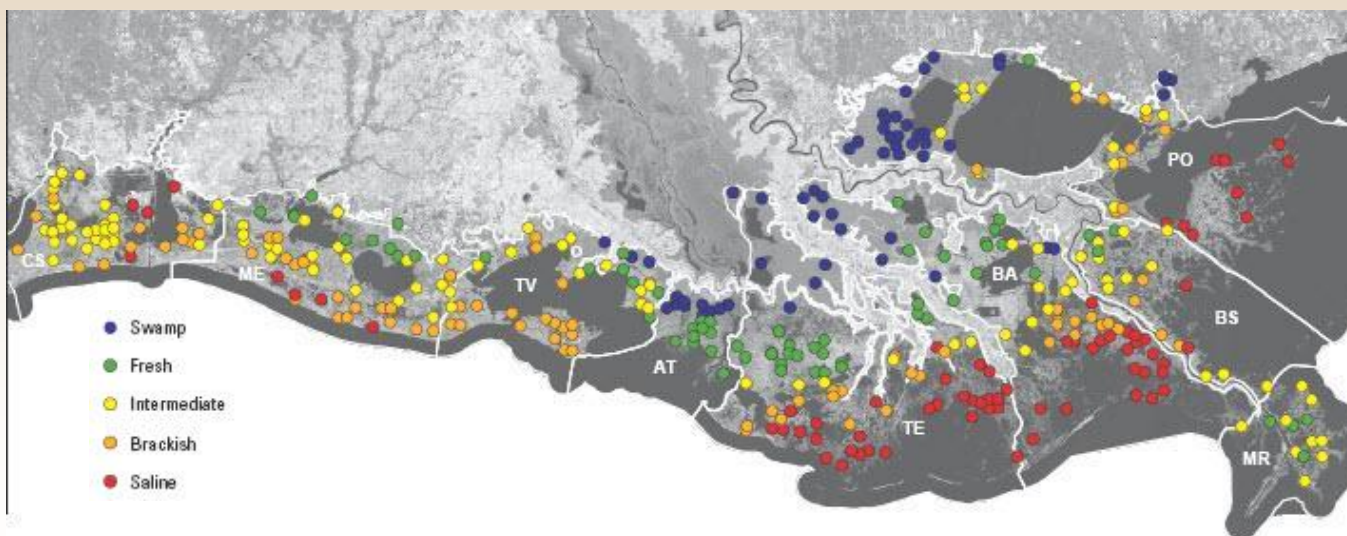 PO
CS
ME
TV
BA
BS
AT
TE
MR
Swamp
Fresh
Intermediate
Brackish
Saline